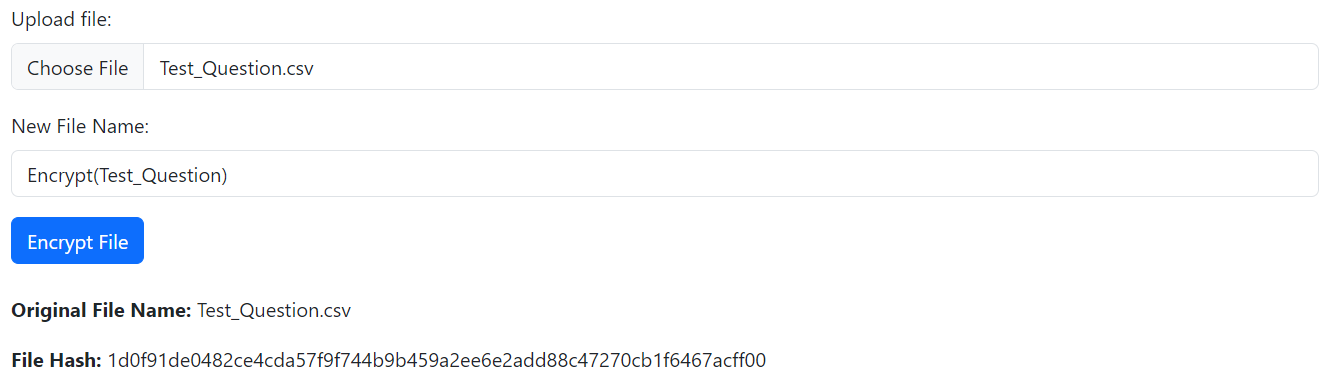 Upload file:
Choose File Test_Question.csv
New File Name:
Encrypt(Test_Question)
Encrypt File
Original File Name: Test_Question.csv
File Hash: 1d0f91de0482ce4cda57f9f744b9b459a2ee6e2add88c47270cb1f6467acff00